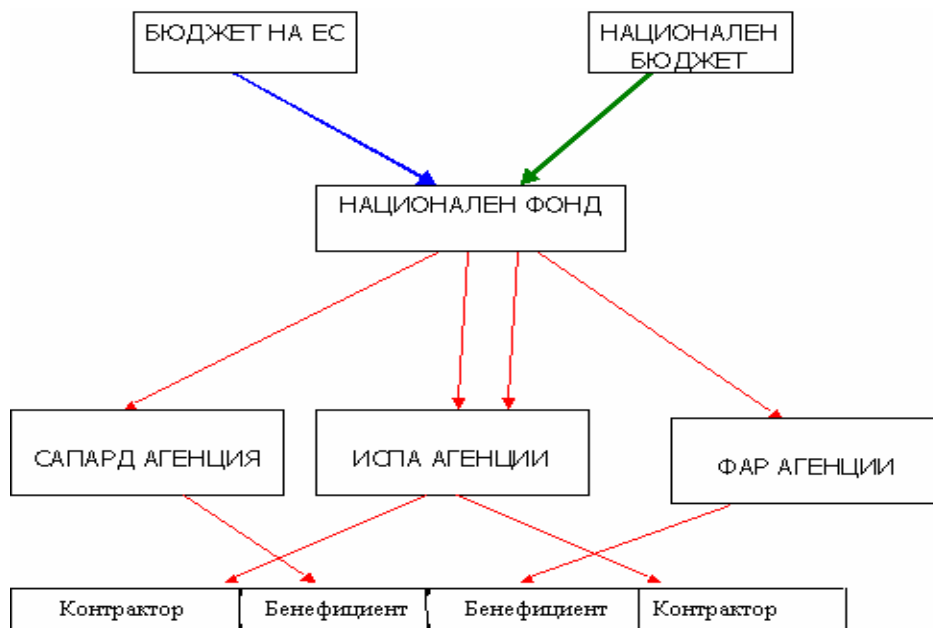 БЮДЖЕТ НА ЕС
НАЦИОНАЛЕН
БЮДЖЕТ
НАЦИОНАЛЕН ФОНД
САПАРД АГЕНЦИЯ
ИСПА АГЕНЦИИ
ФАР АГЕНЦИИ
Контрактор
Бенефициент
Бенефициент
Контрактор